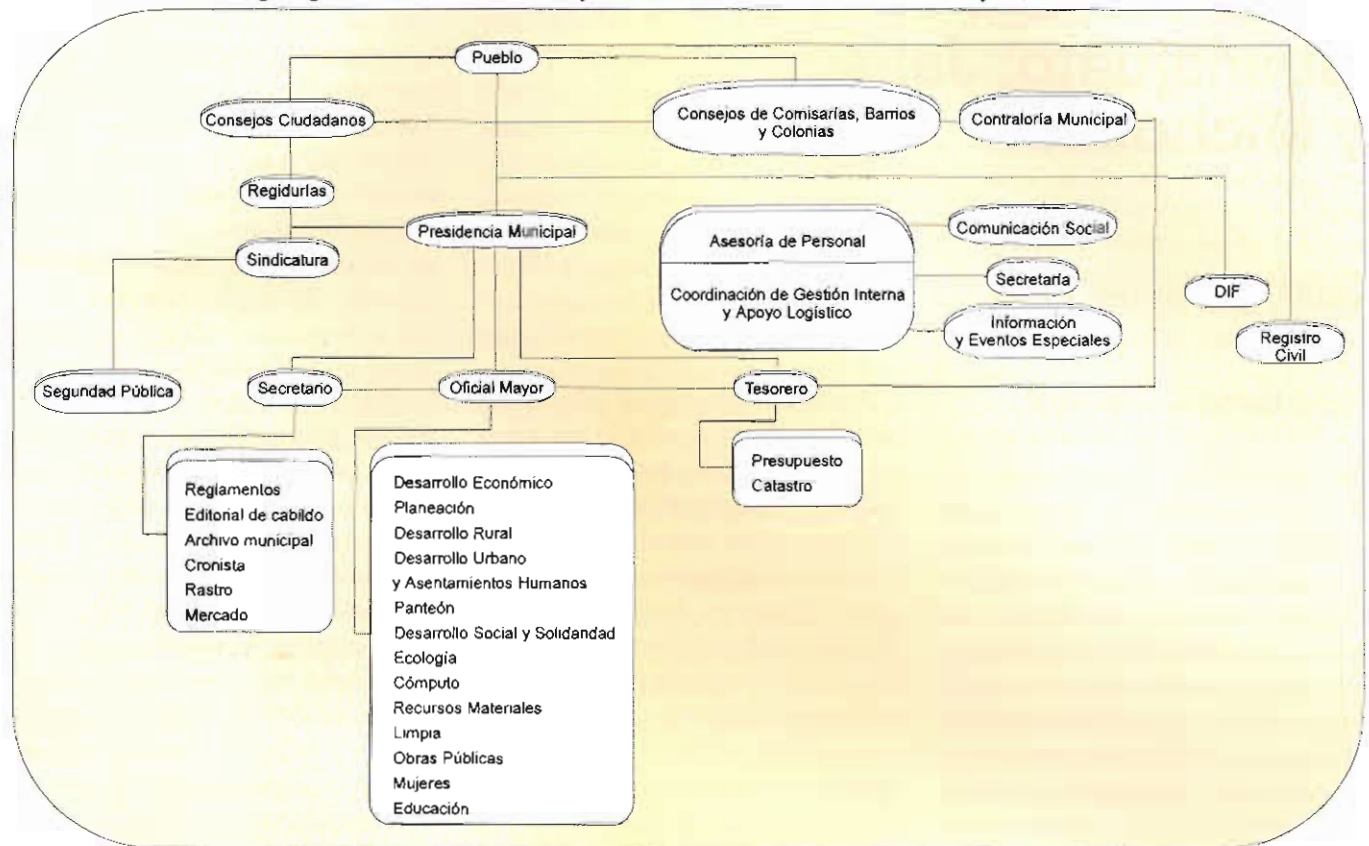 Pueblo
Consejos Ciudadanos
Consejos de Comisarías, Barrios
y Colonias
Contraloría Municipal
Regidurías
Presidencia Municipal
Sindicatura
Asesoría de Personal
Coordinación de Gestión Interna
y Apoyo Logístico
Comunicación Social
Secretaría
Información
y Eventos Especiales
DIF
Registro
Civil
Seguridad Pública
Secretario
Oficial Mayor
Tesorero
Reglamentos
Editorial de cabildo
Archivo municipal
Cronista
Rastro
Mercado
Desarrollo Económico
Planeación
Desarrollo Rural
Desarrollo Urbano
y Asentamientos Humanos
Panteón
Desarrollo Social y Solidaridad
Ecología
Cómputo
Recursos Materiales
Limpia
Obras Públicas
Mujeres
Educación
Presupuesto
Catastro